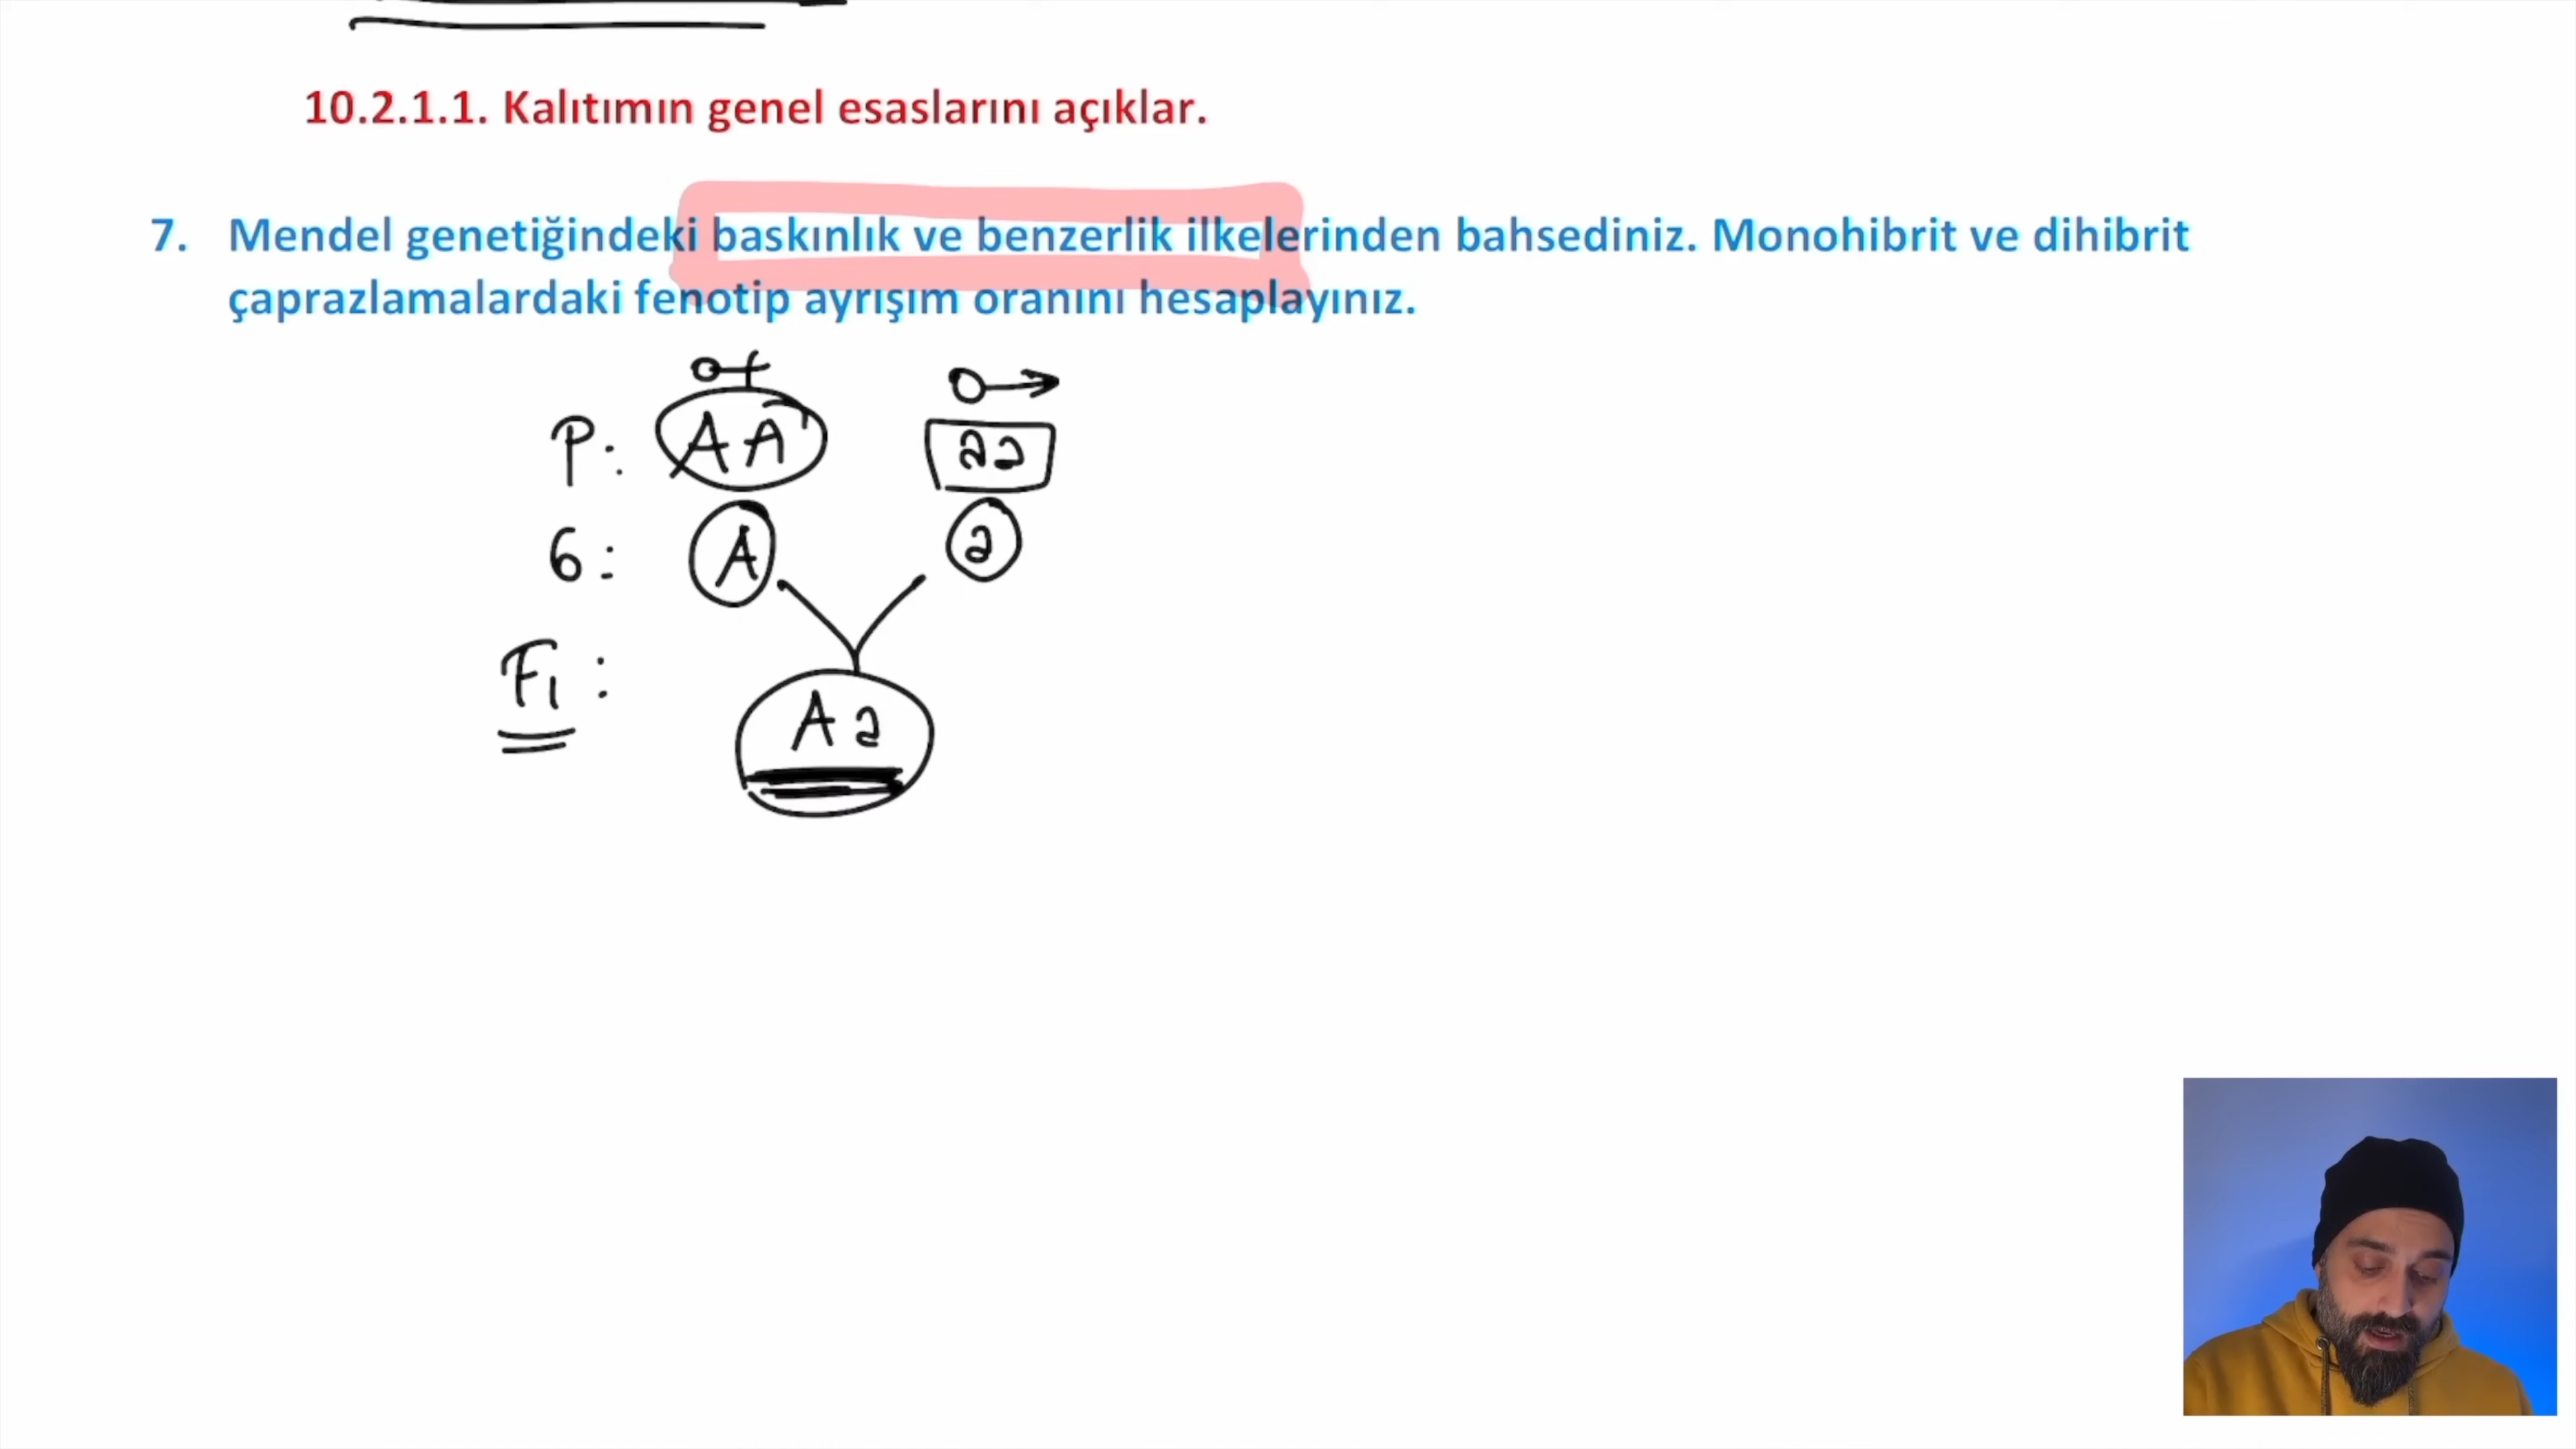 10.2.1.1. Kalıtımın genel esaslarını açıklar.
7. Mendel genetiğindeki baskınlık ve benzerlik ilkelerinden bahsediniz. Monohibrit ve dihibrit
çaprazlamalardaki fenotip ayrışım oranını hesaplayınız.
P: AA aa
G: A a
F1:
Aa